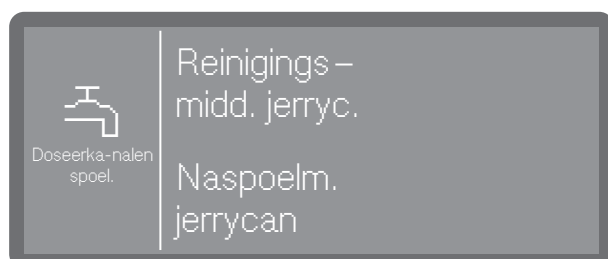 Doseerka-nalen
spoel.
Reinigings–
midd. jerryc.
Naspoelm.
jerrycan